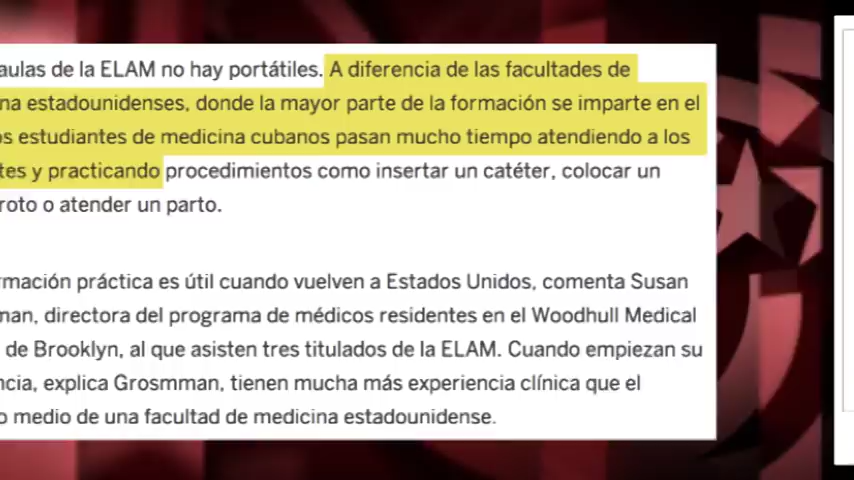 aulas de la ELAM no hay portátiles. A diferencia de las facultades de
na estadounidenses, donde la mayor parte de la formación se imparte en el
os estudiantes de medicina cubanos pasan mucho tiempo atendiendo a los
tes y practicando procedimientos como insertar un catéter, colocar un
roto o atender un parto.
rmación práctica es útil cuando vuelven a Estados Unidos, comenta Susan
man, directora del programa de médicos residentes en el Woodhull Medical
de Brooklyn, al que asisten tres titulados de la ELAM. Cuando empiezan su
ncia, explica Grosmman, tienen mucha más experiencia clínica que el
o medio de una facultad de medicina estadounidense.